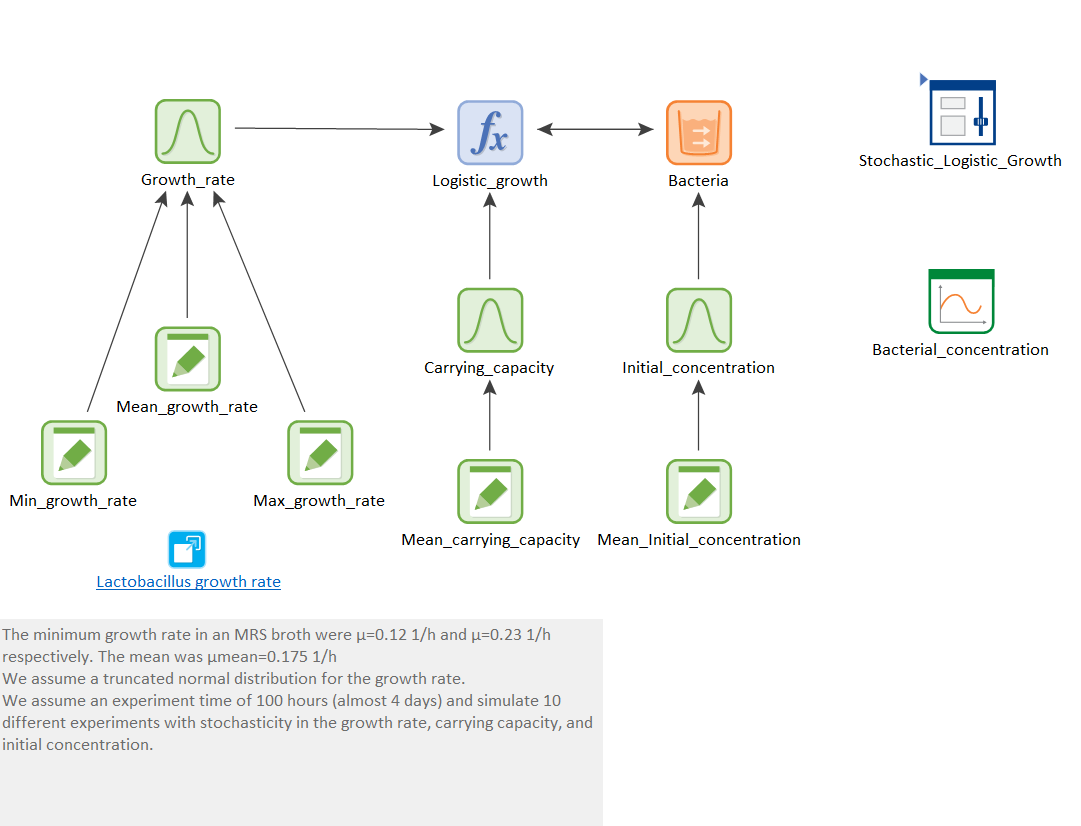 Growth_rate
Logistic_growth
Bacteria
Stochastic_Logistic_Growth
Mean_growth_rate
Carrying_capacity
Initial_concentration
Bacterial_concentration
Min_growth_rate
Max_growth_rate
Mean_carrying_capacity
Mean_Initial_concentration
Lactobacillus growth rate
The minimum growth rate in an MRS broth were μ=0.12 1/h and μ=0.23 1/h
respectively. The mean was μmean=0.175 1/h
We assume a truncated normal distribution for the growth rate.
We assume an experiment time of 100 hours (almost 4 days) and simulate 10
different experiments with stochasticity in the growth rate, carrying capacity, and
initial concentration.
fx